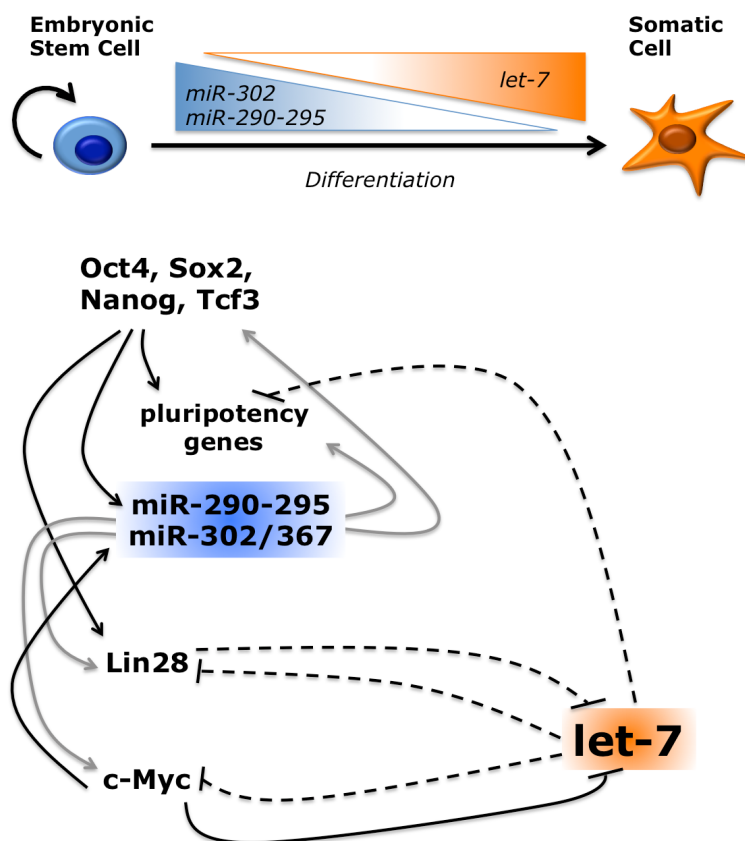 Embryonic
Stem Cell
Somatic
Cell
let-7
miR-302
miR-290-295
Differentiation
Oct4, Sox2,
Nanog, Tcf3
pluripotency
genes
miR-290-295
miR-302/367
Lin28
let-7
c-Myc